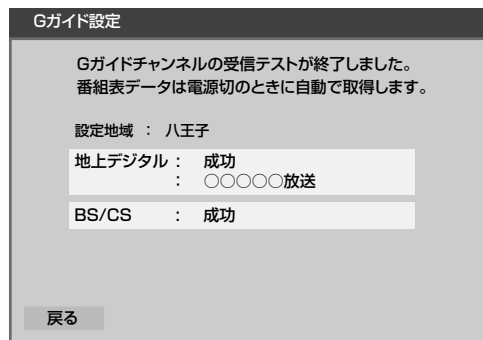 Gガイド設定
Gガイドチャンネルの受信テストが終了しました。
番組表データは電源切のときに自動で取得します。
設定地域 : 八王子
地上デジタル : 成功
: ○○○○○放送
BS/CS : 成功
戻る